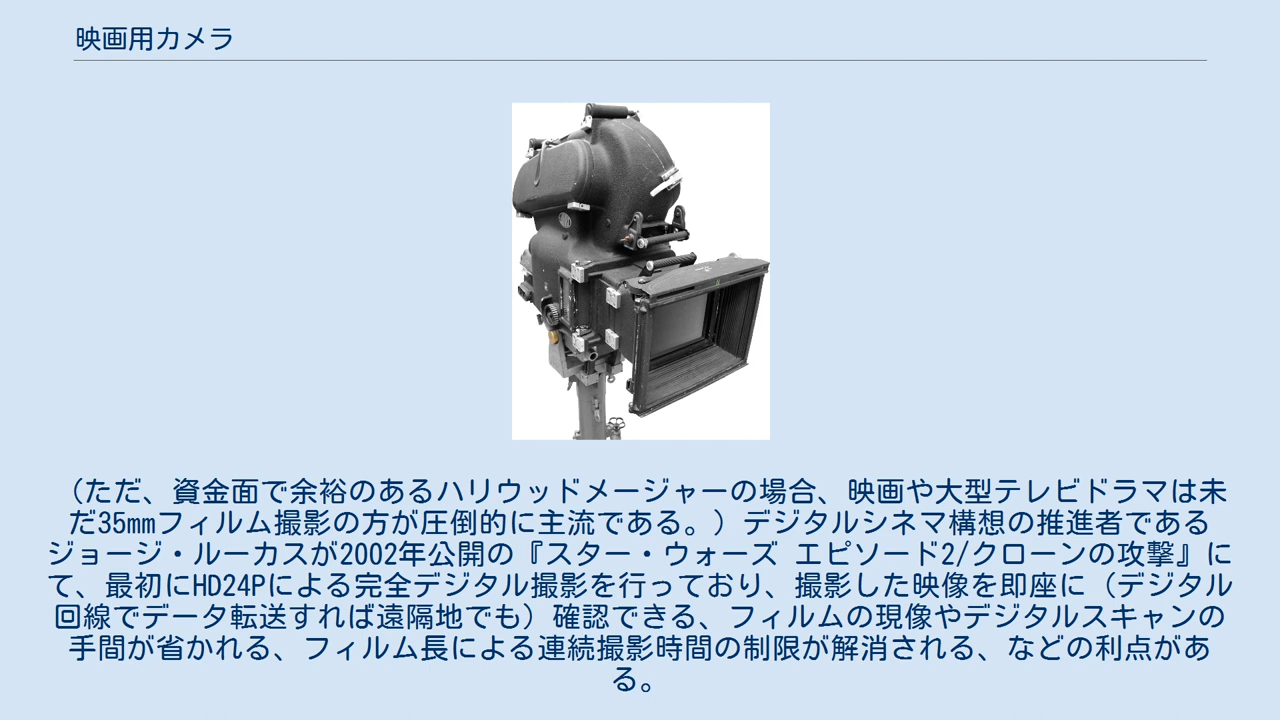 映画用カメラ
（ただ、資金面で余裕のあるハリウッドメージャーの場合、映画や大型テレビドラマは未
だ35mmフィルム撮影の方が圧倒的に主流である。）デジタルシネマ構想の推進者である
ジョージ・ルーカスが2002年公開の『スター・ウォーズ エピソード2/クローンの攻撃』に
て、最初にHD24Pによる完全デジタル撮影を行っており、撮影した映像を即座に（デジタル
回線でデータ転送すれば遠隔地でも）確認できる、フィルムの現像やデジタルスキャンの
手間が省かれる、フィルム長による連続撮影時間の制限が解消される、などの利点があ
る。